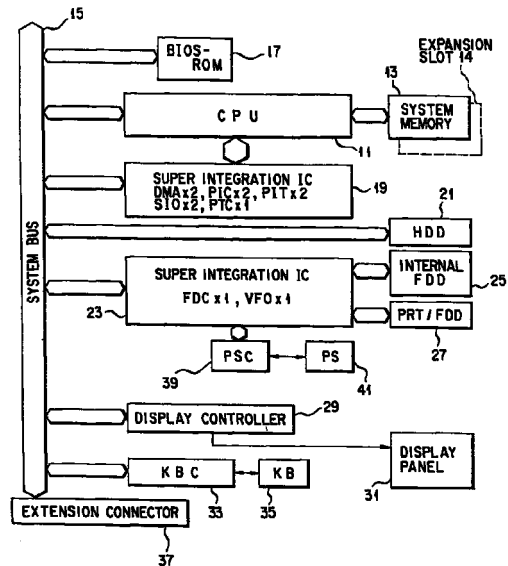 15
BIOS-
ROM
17
EXPANSION
SLOT 14
13
SYSTEM
MEMORY
CPU
11
SUPER INTEGRATION IC
DMAx2, PICx2, PITx2
SIOx2, PTCx1
19
21
HDD
SYSTEM BUS
SUPER INTEGRATION IC
FDCx1, VFOx1
23
INTERNAL
FDD
25
PRT/FDD
27
PSC
39
PS
41
29
DISPLAY CONTROLLER
DISPLAY
PANEL
31
KBC
33
KB
35
EXTENSION CONNECTOR
37